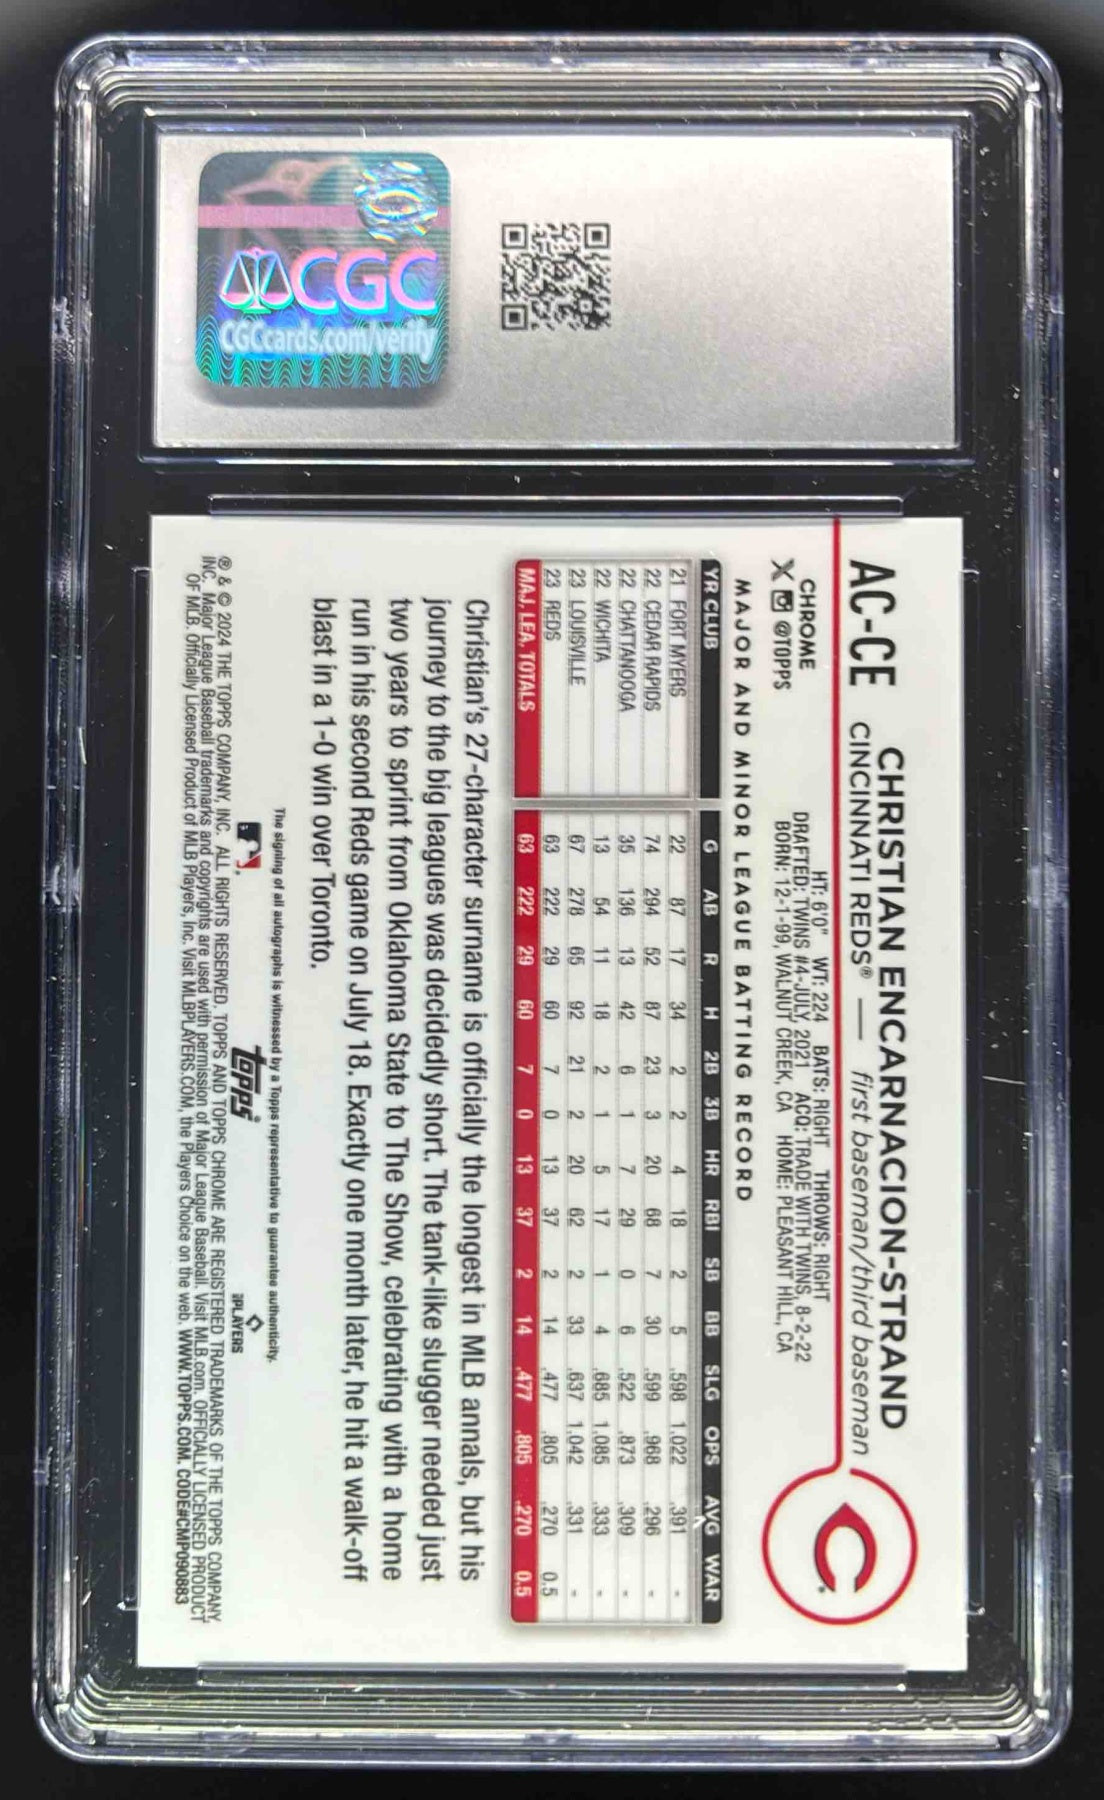 CGC
CGCcards.com/verify
AC-CE
CHRISTIAN ENCARNACION-STRAND
CINCINNATI REDS® — first baseman/third baseman
CHROME
@TOPPS
HT: 6'0" WT: 224 BATS: RIGHT THROWS: RIGHT
DRAFTED: TWINS #4-JULY, 2021 ACQ: TRADE WITH TWINS, 8-2-22
BORN: 12-1-99, WALNUT CREEK, CA HOME: PLEASANT HILL, CA
C
MAJOR AND MINOR LEAGUE BATTING RECORD
YR CLUB G AB R H 2B 3B HR RBI SB BB SLG OPS AVG WAR
21 FORT MYERS 22 87 17 34 2 2 4 18 2 5 .598 1.022 .391 -
22 CEDAR RAPIDS 74 294 52 87 23 3 20 68 7 30 .599 .968 .296 -
22 CHATTANOOGA 35 136 13 42 6 1 7 29 0 6 .522 .873 .309 -
22 WICHITA 13 54 11 18 2 1 5 17 1 4 .685 1.085 .333 -
23 LOUISVILLE 67 278 65 92 21 2 20 62 2 33 .637 1.042 .331 -
23 REDS 63 222 29 60 7 0 13 37 2 14 .477 .805 .270 0.5
MAJ. LEA. TOTALS 63 222 29 60 7 0 13 37 2 14 .477 .805 .270 0.5
Christian's 27-character surname is officially the longest in MLB annals, but his
journey to the big leagues was decidedly short. The tank-like slugger needed just
two years to sprint from Oklahoma State to The Show, celebrating with a home
run in his second Reds game on July 18. Exactly one month later, he hit a walk-off
blast in a 1-0 win over Toronto.
The signing of all autographs is witnessed by a Topps representative to guarantee authenticity.
topps
PLAYERS
® & © 2024 THE TOPPS COMPANY, INC. ALL RIGHTS RESERVED. TOPPS AND TOPPS CHROME ARE REGISTERED TRADEMARKS OF THE TOPPS COMPANY,
INC. Major League Baseball trademarks and copyrights are used with permission of Major League Baseball. Visit MLB.com. OFFICIALLY LICENSED PRODUCT
OF MLB. Officially Licensed Product of MLB Players, Inc. Visit MLBPLAYERS.COM, the Players Choice on the web. WWW.TOPPS.COM. CODE#CMP090883